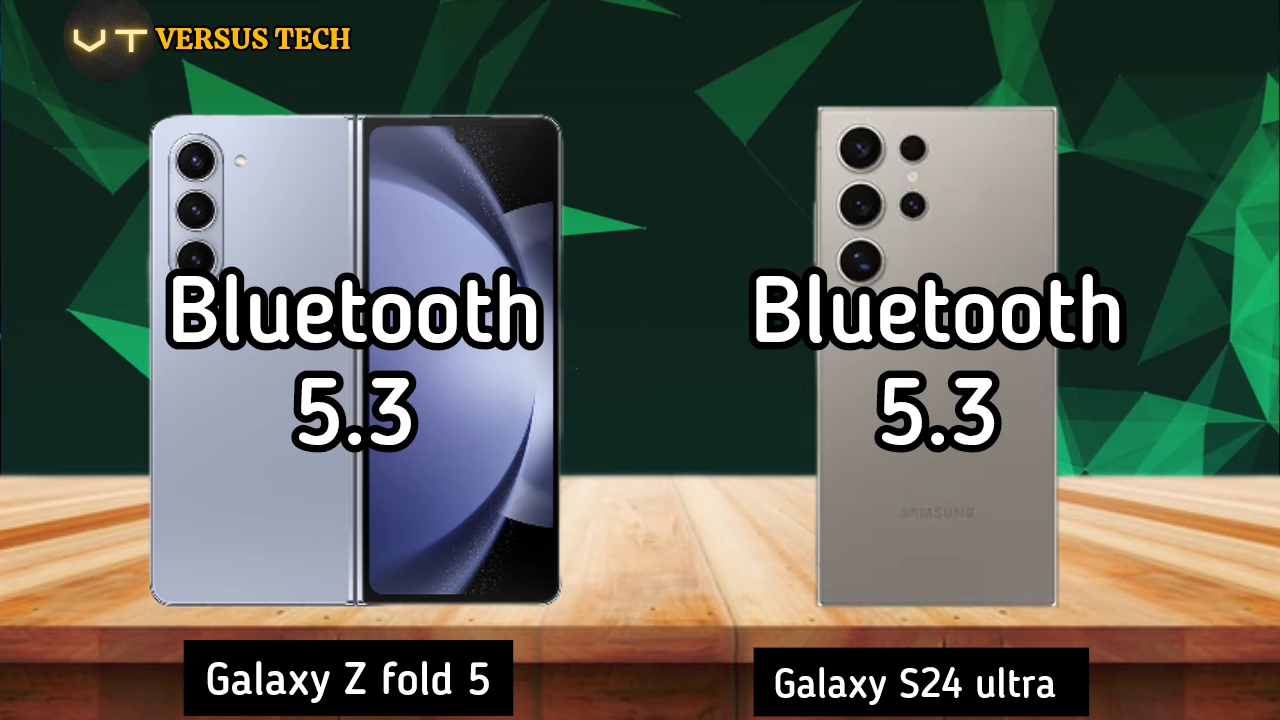 VT VERSUS TECH
Bluetooth
5.3
Bluetooth
5.3
SAMSUNG
Galaxy Z fold 5
Galaxy S24 ultra